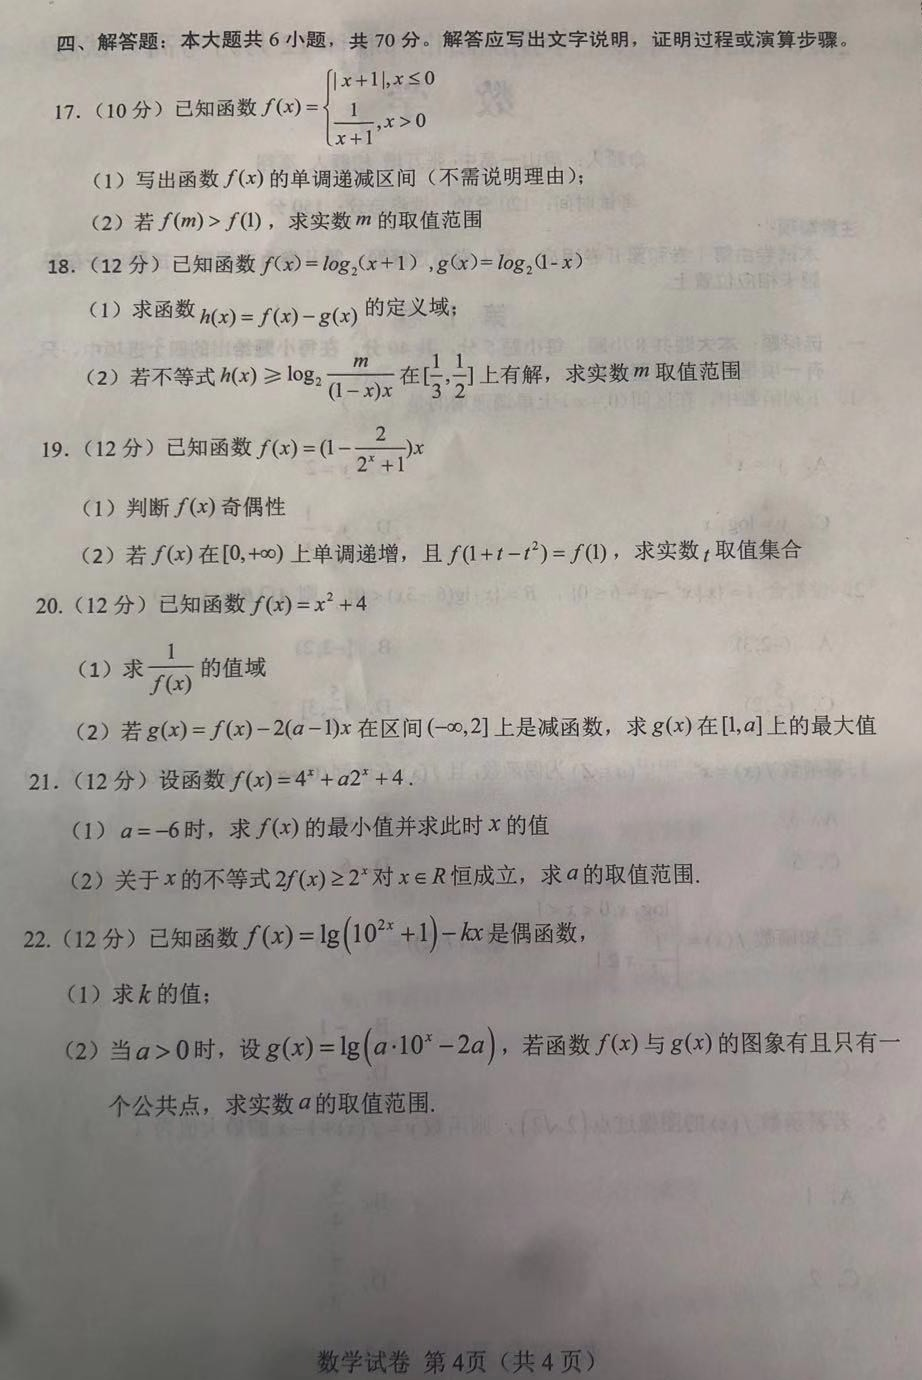 四、解答题：本大题共 6 小题，共 70 分。解答应写出文字说明，证明过程或演算步骤。
17.（10 分）已知函数 f(x)={|x+1|,x≤0
1/(x+1),x>0
（1）写出函数 f(x) 的单调递减区间（不需说明理由）;
（2）若 f(m)>f(1)，求实数 m 的取值范围
18.（12 分）已知函数 f(x)=log₂(x+1) ,g(x)=log₂(1-x)
（1）求函数 h(x)=f(x)-g(x) 的定义域;
（2）若不等式 h(x)⩾log₂ m/((1-x)x) 在[1/3,1/2]上有解，求实数 m 取值范围
19.（12 分）已知函数 f(x)=(1-2/(2ˣ+1))x
（1）判断 f(x) 奇偶性
（2）若 f(x) 在[0,+∞) 上单调递增，且 f(1+t-t²)=f(1)，求实数 t 取值集合
20.（12 分）已知函数 f(x)=x²+4
（1）求 1/f(x) 的值域
（2）若 g(x)=f(x)-2(a-1)x 在区间(-∞,2]上是减函数，求 g(x) 在[1,a]上的最大值
21.（12 分）设函数 f(x)=4ˣ+a2ˣ+4.
（1）a=-6 时，求 f(x) 的最小值并求此时 x 的值
（2）关于 x 的不等式 2f(x)≥2ˣ 对 x∈R 恒成立，求 a 的取值范围.
22.（12 分）已知函数 f(x)=lg(10²ˣ+1)-kx 是偶函数，
（1）求 k 的值;
（2）当 a>0 时，设 g(x)=lg(a·10ˣ-2a)，若函数 f(x) 与 g(x) 的图象有且只有一
个公共点，求实数 a 的取值范围.
数学试卷 第 4页（共 4 页）